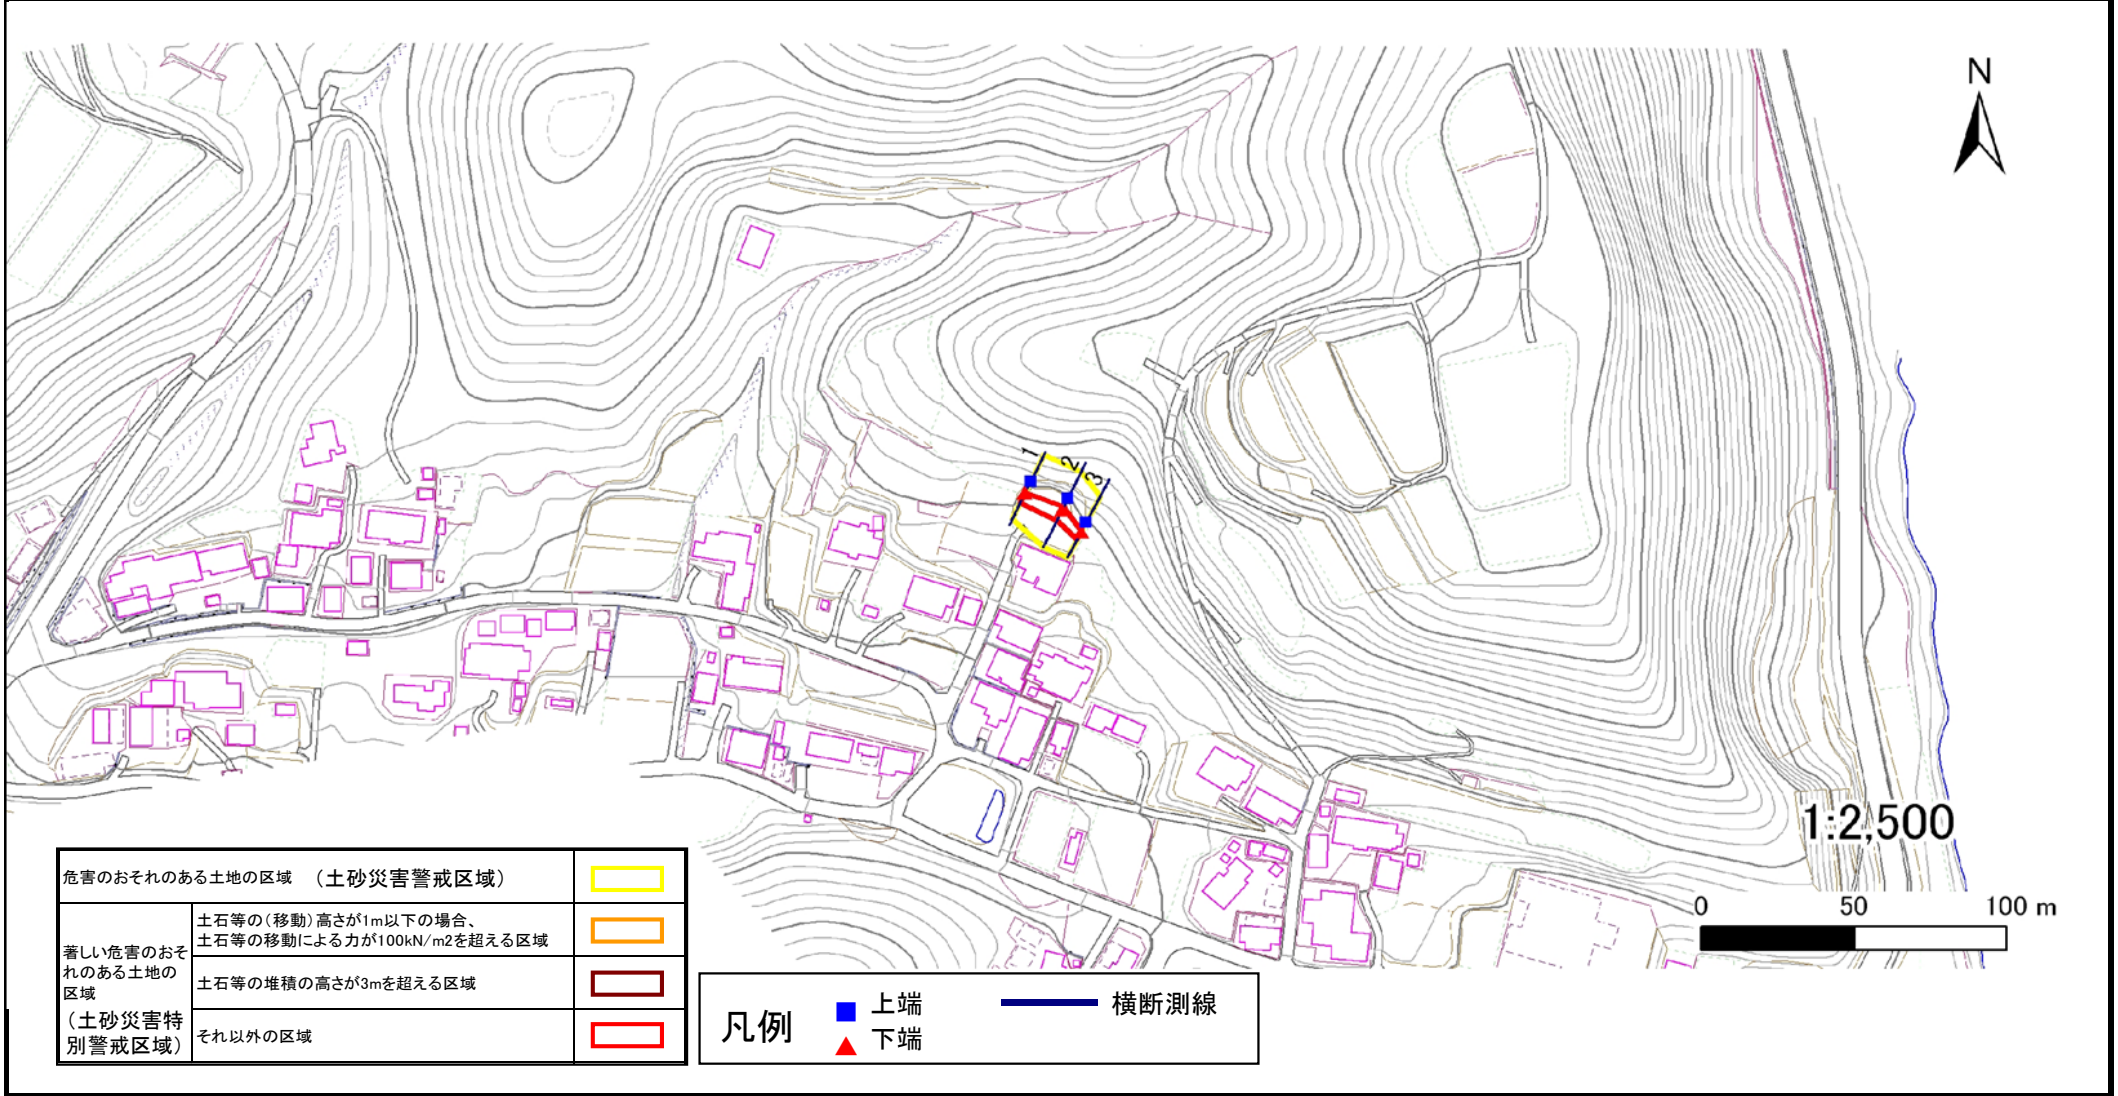 N
1
2
3
1:2,500
0 50 100 m
危害のおそれのある土地の区域 （土砂災害警戒区域）
著しい危害のおそ
れのある土地の
区域
（土砂災害特
別警戒区域）
土石等の（移動）高さが1m以下の場合、
土石等の移動による力が100kN/m2を超える区域
土石等の堆積の高さが3mを超える区域
それ以外の区域
凡例
上端
下端
横断測線